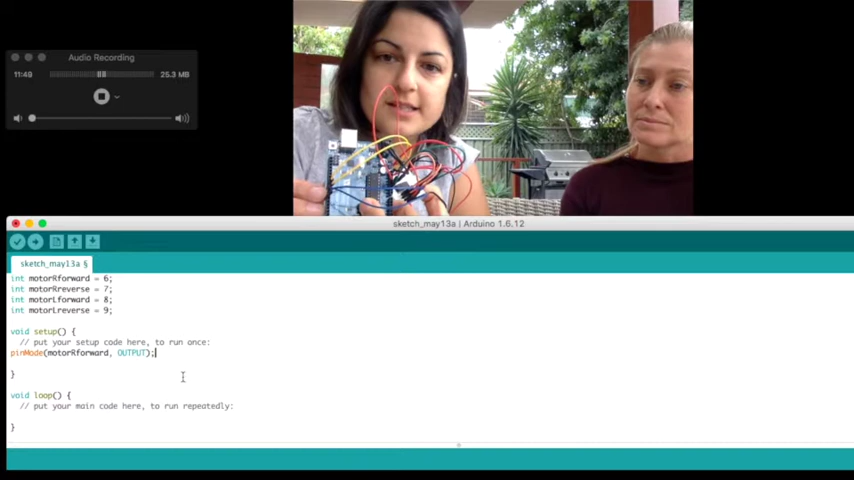 Audio Recording
11:49
25.3 MB
sketch_may13a | Arduino 1.6.12
sketch_may13a §
int motorRforward = 6;
int motorRreverse = 7;
int motorLforward = 8;
int motorLreverse = 9;
void setup() {
// put your setup code here, to run once:
pinMode(motorRforward, OUTPUT);
}
void loop() {
// put your main code here, to run repeatedly:
}